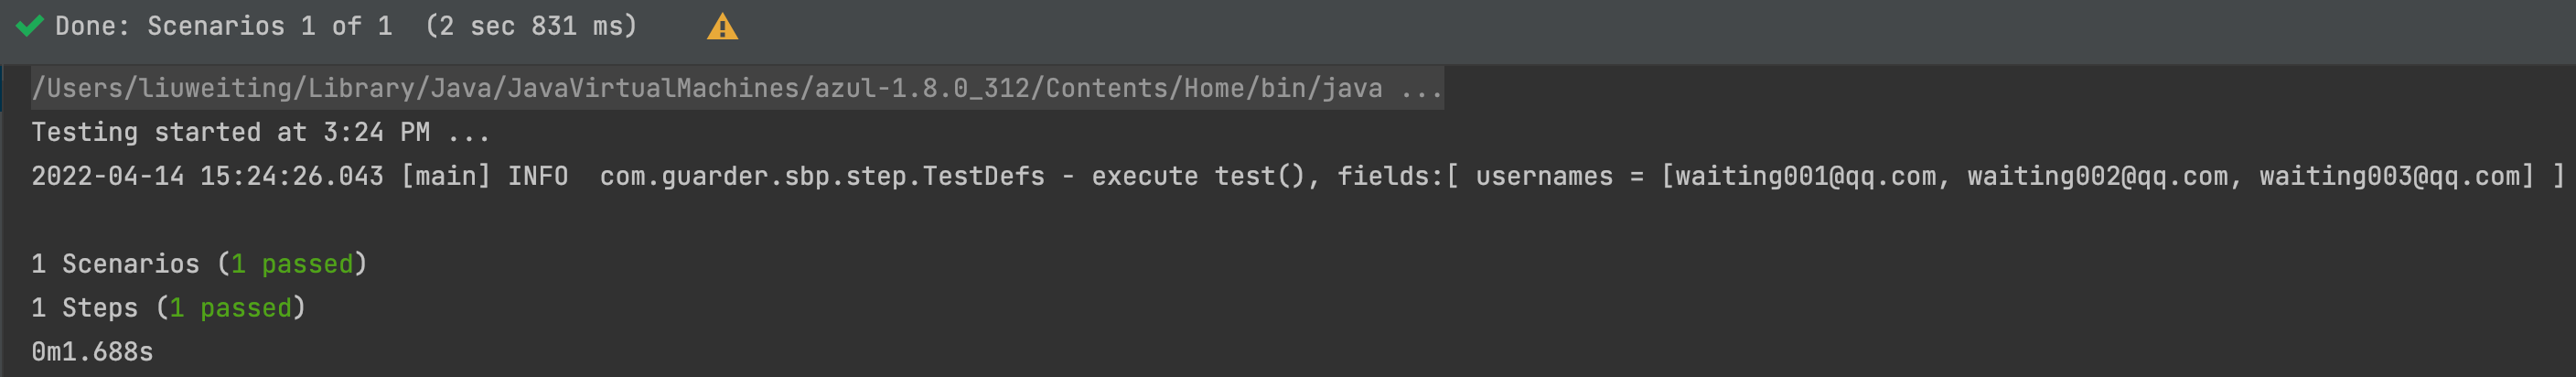 Done: Scenarios 1 of 1 (2 sec 831 ms)
/Users/liuweiting/Library/Java/JavaVirtualMachines/azul-1.8.0_312/Contents/Home/bin/java ...
Testing started at 3:24 PM ...
2022-04-14 15:24:26.043 [main] INFO  com.guarder.sbp.step.TestDefs - execute test(), fields:[ usernames = [waiting001@qq.com, waiting002@qq.com, waiting003@qq.com] ]
1 Scenarios (1 passed)
1 Steps (1 passed)
0m1.688s